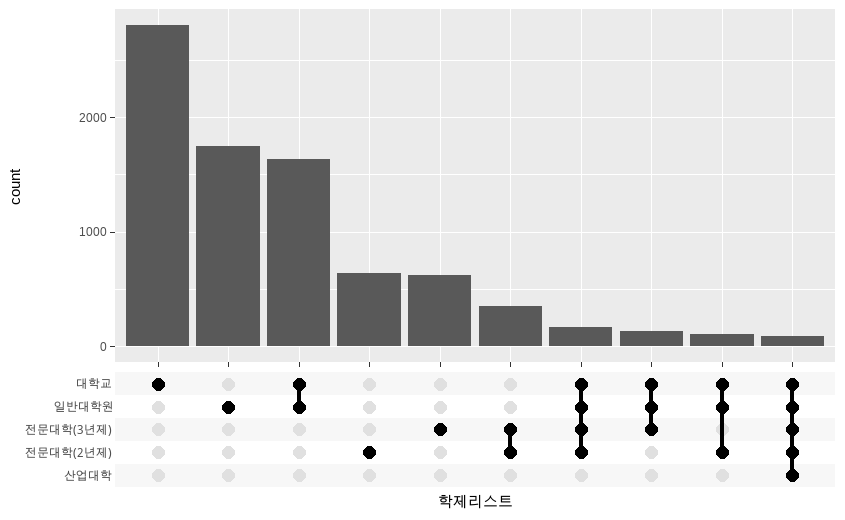 count
2000
1000
0
대학교
일반대학원
전문대학(3년제)
전문대학(2년제)
산업대학
학제리스트